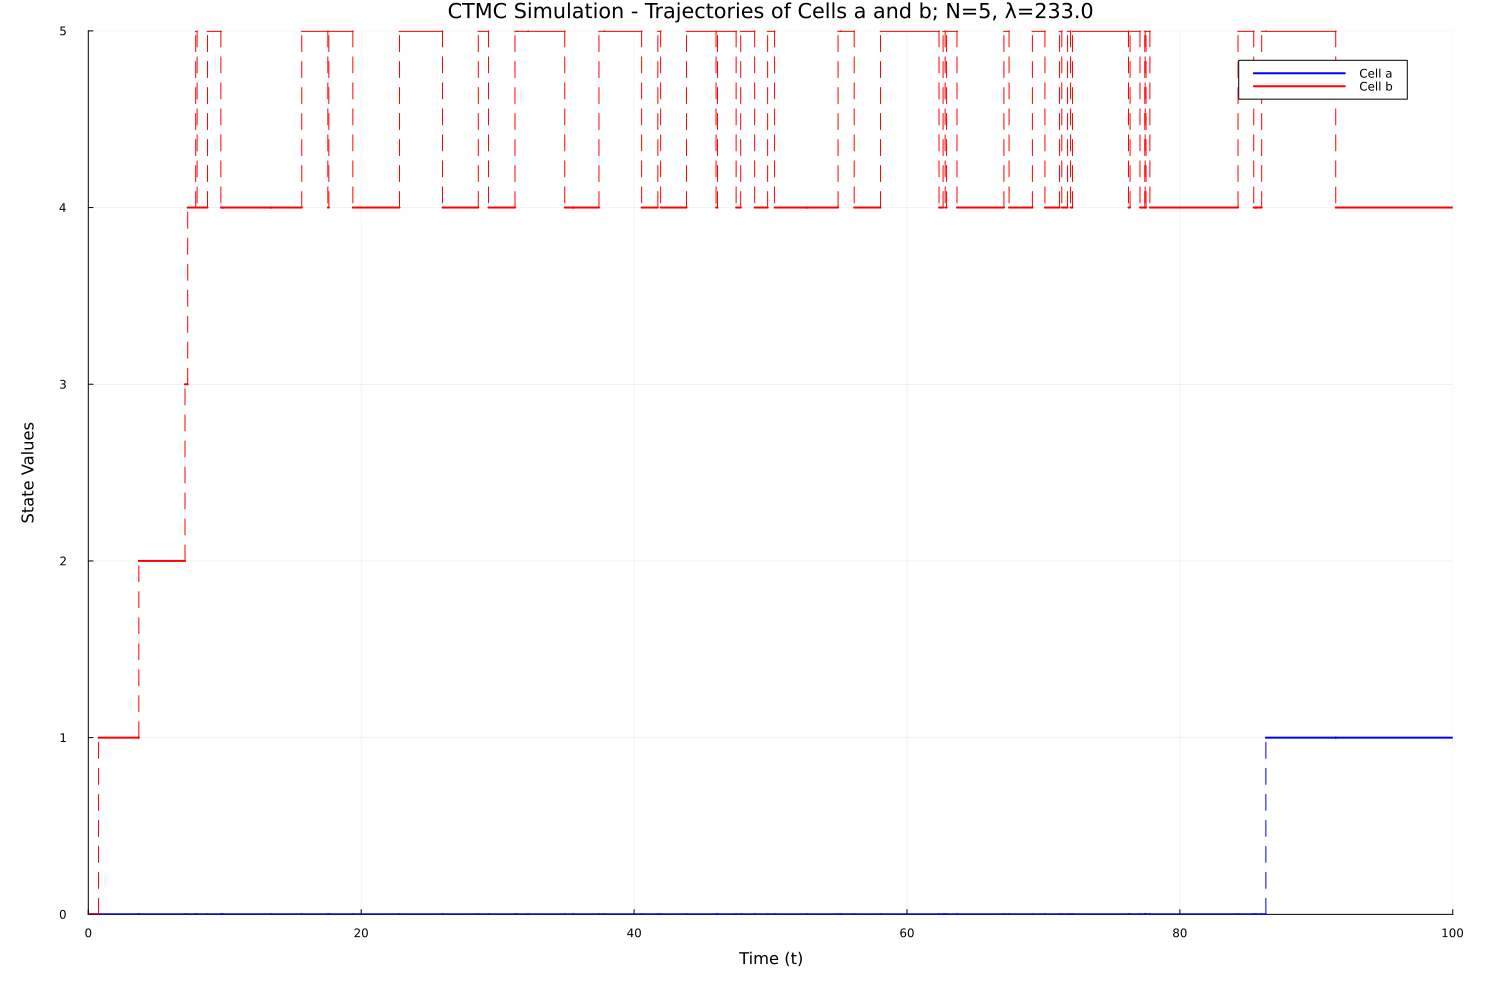 CTMC Simulation - Trajectories of Cells a and b; N=5, λ=233.0
5
Cell a
Cell b
4
3
State Values
2
1
0
0 20 40 60 80 100
Time (t)